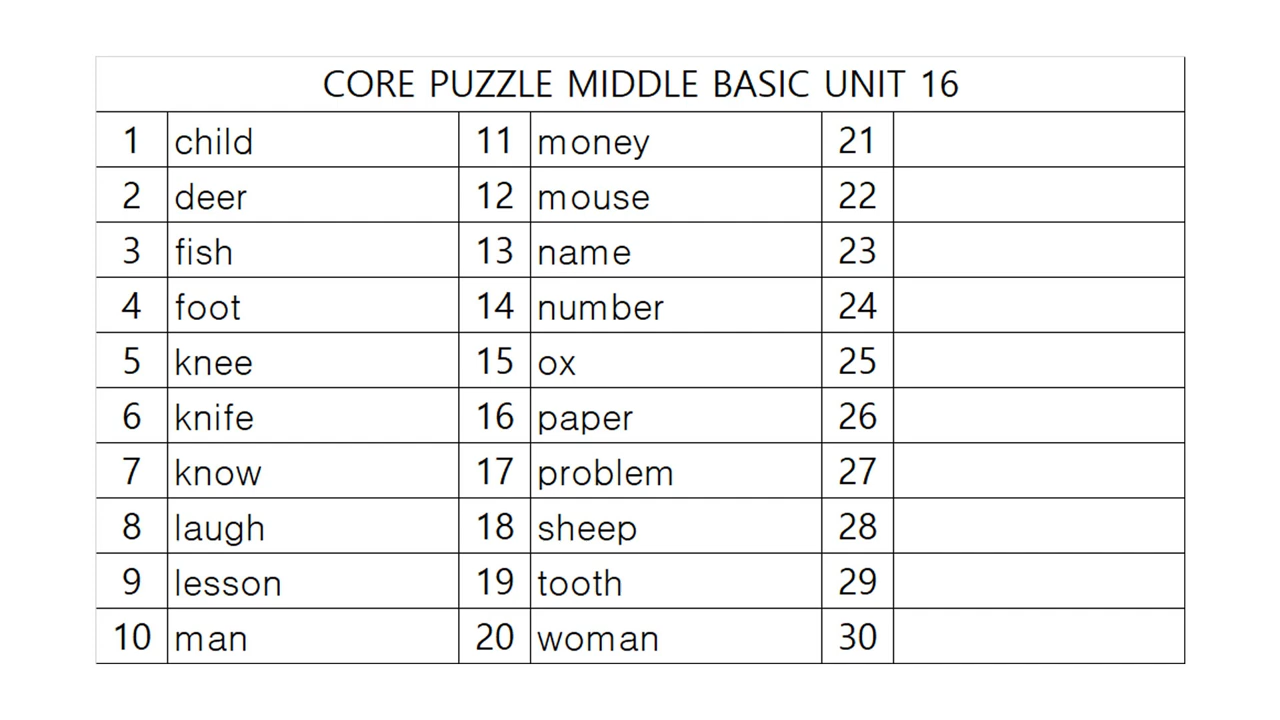 CORE PUZZLE MIDDLE BASIC UNIT 16
1 child 11 money 21
2 deer 12 mouse 22
3 fish 13 name 23
4 foot 14 number 24
5 knee 15 ox 25
6 knife 16 paper 26
7 know 17 problem 27
8 laugh 18 sheep 28
9 lesson 19 tooth 29
10 man 20 woman 30